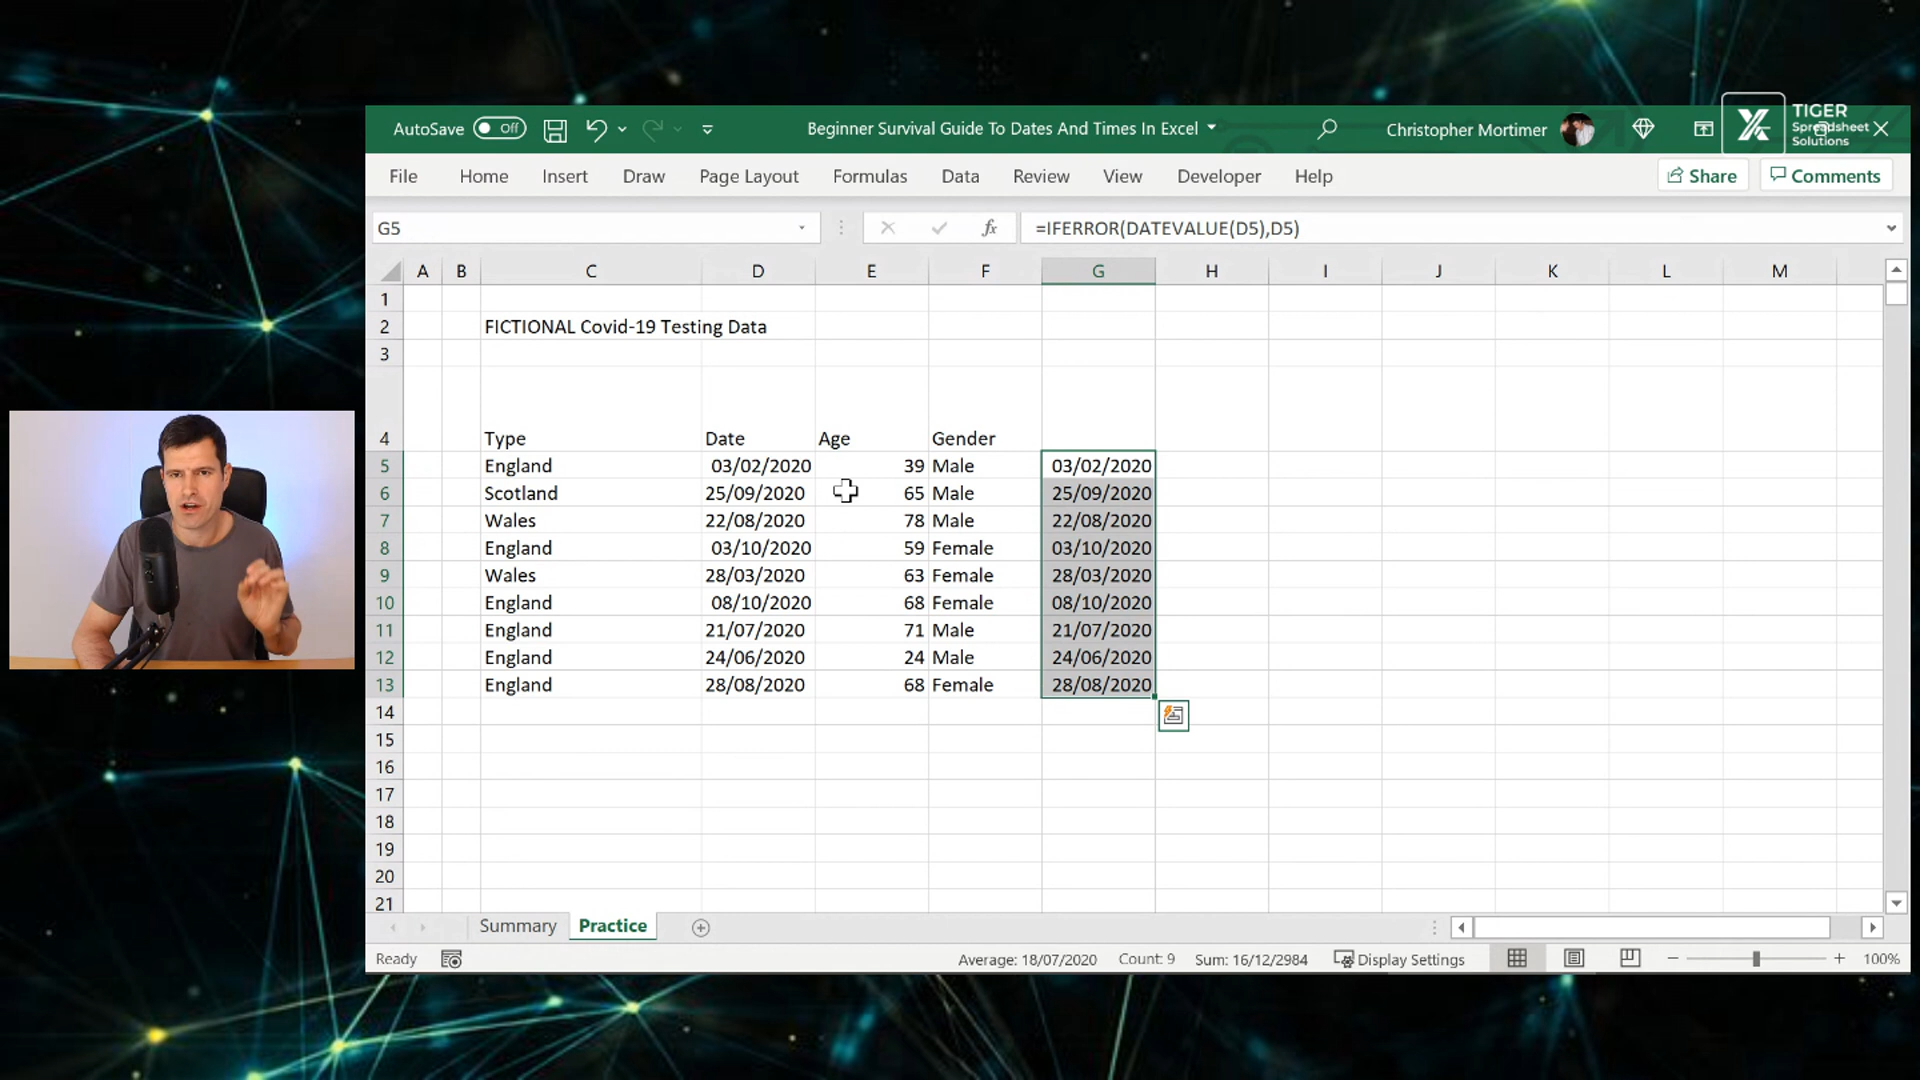 TIGER
Spreadsheet
Solutions
AutoSave Off Beginner Survival Guide To Dates And Times In Excel Christopher Mortimer
File Home Insert Draw Page Layout Formulas Data Review View Developer Help Share Comments
G5 fx =IFERROR(DATEVALUE(D5),D5)
A B C D E F G H I J K L M
1
2 FICTIONAL Covid-19 Testing Data
3
4 Type Date Age Gender
5 England 03/02/2020 39 Male 03/02/2020
6 Scotland 25/09/2020 65 Male 25/09/2020
7 Wales 22/08/2020 78 Male 22/08/2020
8 England 03/10/2020 59 Female 03/10/2020
9 Wales 28/03/2020 63 Female 28/03/2020
10 England 08/10/2020 68 Female 08/10/2020
11 England 21/07/2020 71 Male 21/07/2020
12 England 24/06/2020 24 Male 24/06/2020
13 England 28/08/2020 68 Female 28/08/2020
14
15
16
17
18
19
20
21
Summary Practice
Ready Average: 18/07/2020 Count: 9 Sum: 16/12/2984 Display Settings 100%